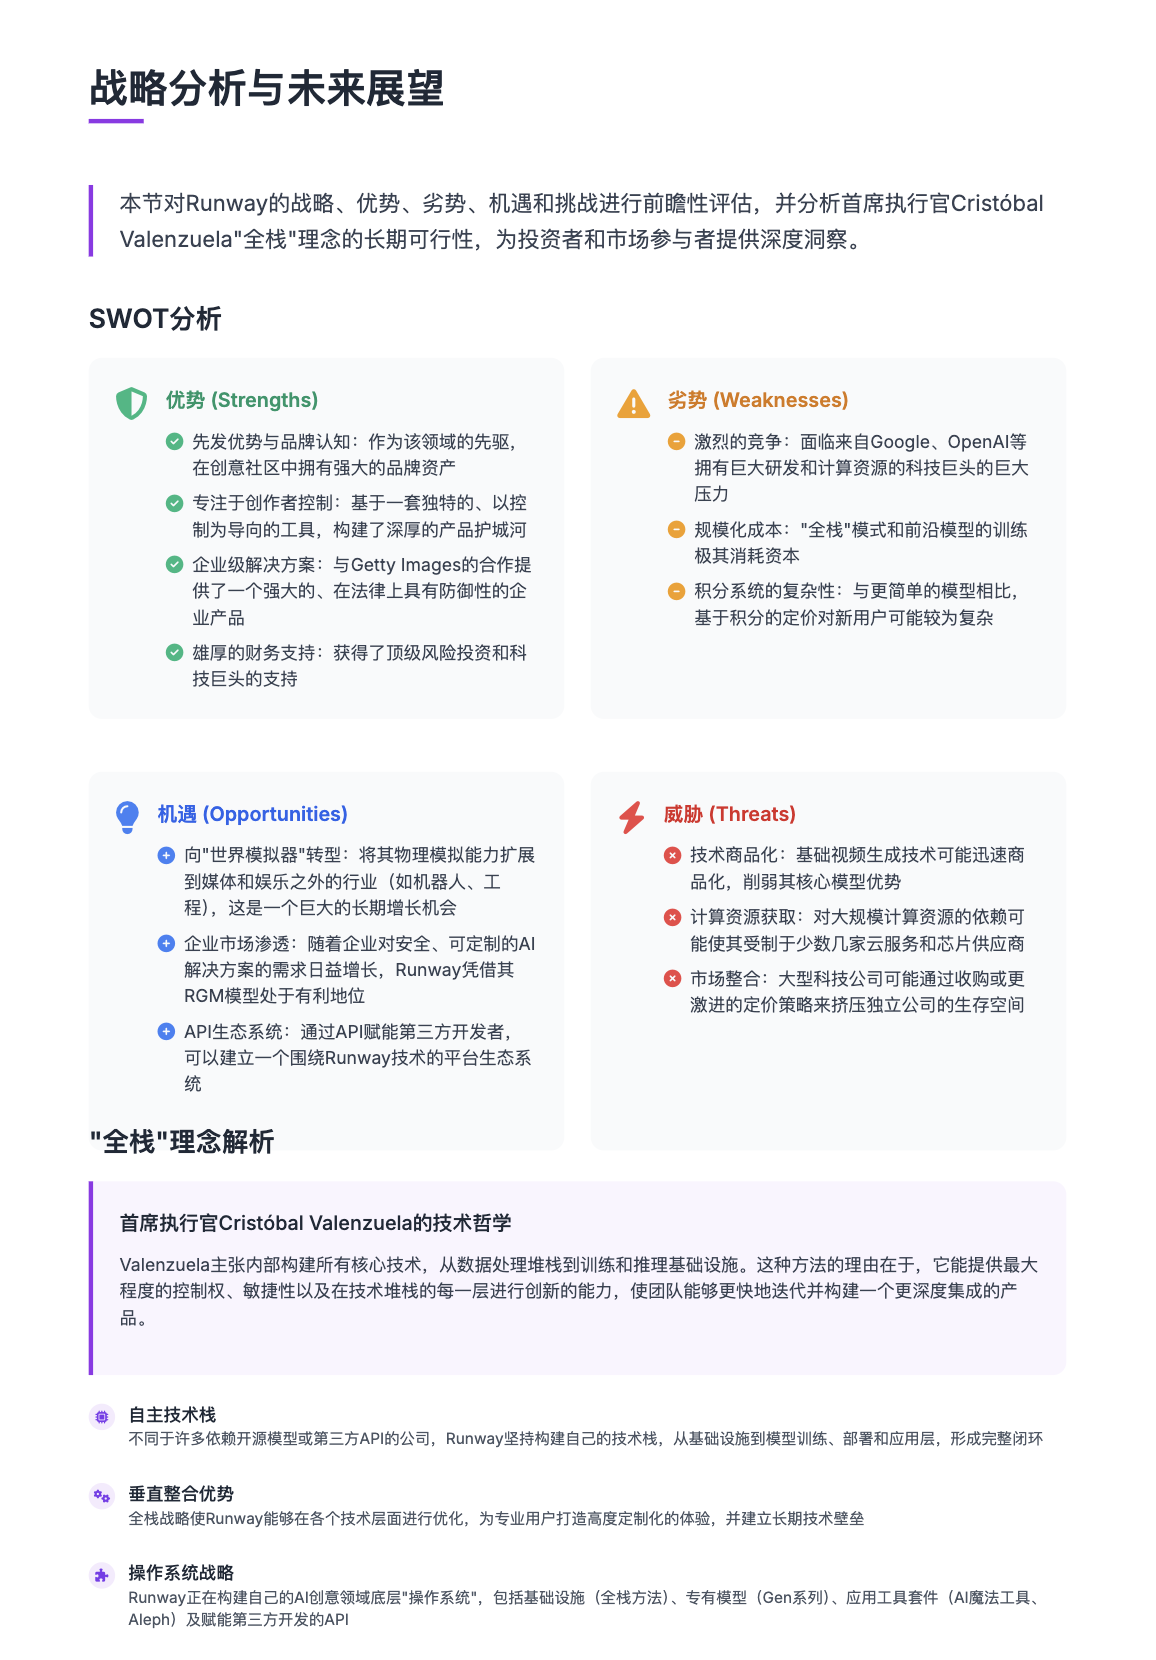 战略分析与未来展望
本节对Runway的战略、优势、劣势、机遇和挑战进行前瞻性评估，并分析首席执行官Cristóbal
Valenzuela"全栈"理念的长期可行性，为投资者和市场参与者提供深度洞察。
SWOT分析
优势 (Strengths)
先发优势与品牌认知：作为该领域的先驱，
在创意社区中拥有强大的品牌资产
专注于创作者控制：基于一套独特的、以控
制为导向的工具，构建了深厚的产品护城河
企业级解决方案：与Getty Images的合作提
供了一个强大的、在法律上具有防御性的企
业产品
雄厚的财务支持：获得了顶级风险投资和科
技巨头的支持
劣势 (Weaknesses)
激烈的竞争：面临来自Google、OpenAI等
拥有巨大研发和计算资源的科技巨头的巨大
压力
规模化成本："全栈"模式和前沿模型的训练
极其消耗资本
积分系统的复杂性：与更简单的模型相比，
基于积分的定价对新用户可能较为复杂
机遇 (Opportunities)
向"世界模拟器"转型：将其物理模拟能力扩展
到媒体和娱乐之外的行业（如机器人、工
程），这是一个巨大的长期增长机会
企业市场渗透：随着企业对安全、可定制的AI
解决方案的需求日益增长，Runway凭借其
RGM模型处于有利地位
API生态系统：通过API赋能第三方开发者，
可以建立一个围绕Runway技术的平台生态系
统
威胁 (Threats)
技术商品化：基础视频生成技术可能迅速商
品化，削弱其核心模型优势
计算资源获取：对大规模计算资源的依赖可
能使其受制于少数几家云服务和芯片供应商
市场整合：大型科技公司可能通过收购或更
激进的定价策略来挤压独立公司的生存空间
"全栈"理念解析
首席执行官Cristóbal Valenzuela的技术哲学
Valenzuela主张内部构建所有核心技术，从数据处理堆栈到训练和推理基础设施。这种方法的理由在于，它能提供最大
程度的控制权、敏捷性以及在技术堆栈的每一层进行创新的能力，使团队能够更快地迭代并构建一个更深度集成的产
品。
自主技术栈
不同于许多依赖开源模型或第三方API的公司，Runway坚持构建自己的技术栈，从基础设施到模型训练、部署和应用层，形成完整闭环
垂直整合优势
全栈战略使Runway能够在各个技术层面进行优化，为专业用户打造高度定制化的体验，并建立长期技术壁垒
操作系统战略
Runway正在构建自己的AI创意领域底层"操作系统"，包括基础设施（全栈方法）、专有模型（Gen系列）、应用工具套件（AI魔法工具、
Aleph）及赋能第三方开发的API